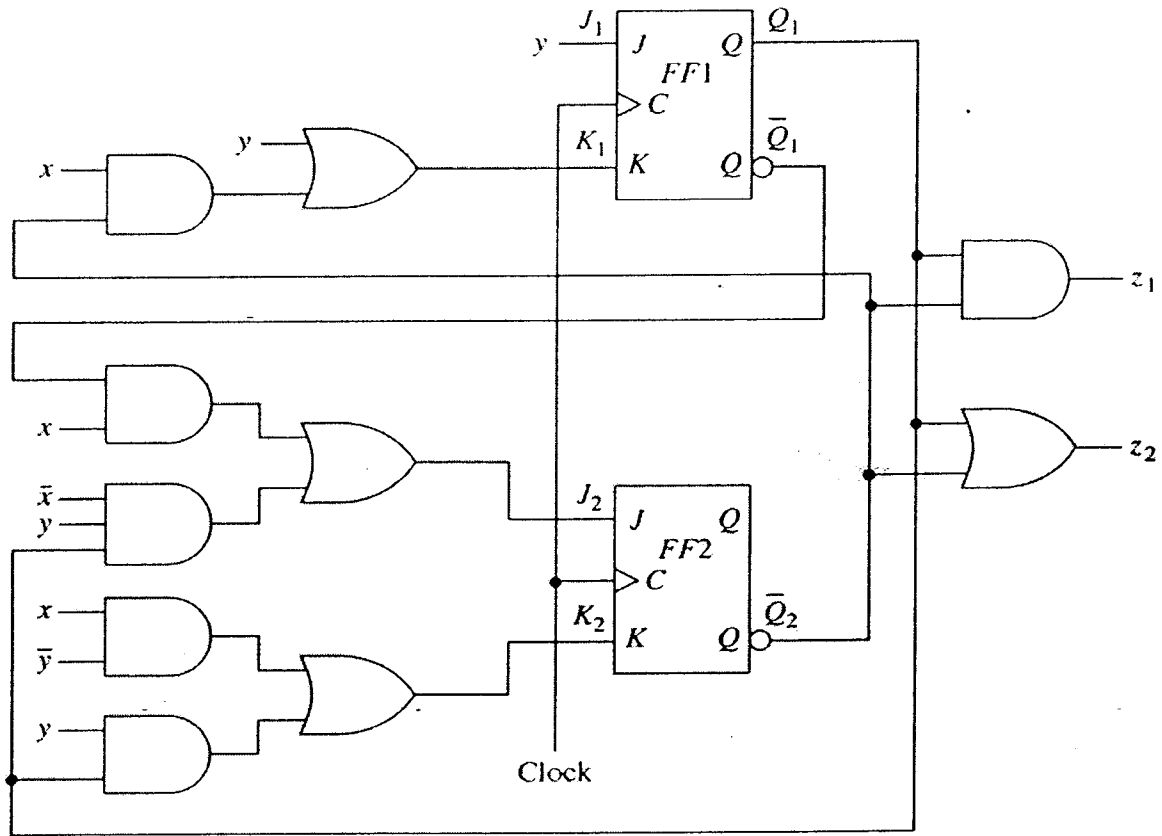 J₁ Q₁
y J Q
FF1
C
y K₁ Q̄₁
x K Q
z₁
x
z₂
x̄
y
J₂
J Q
FF2
C
x
K₂ Q̄₂
ȳ K Q
y
Clock